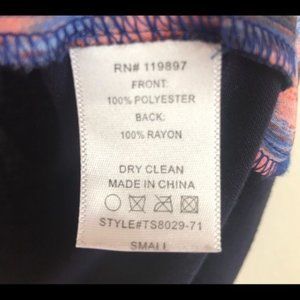 RN# 119897
FRONT:
100% POLYESTER
BACK:
100% RAYON
DRY CLEAN
MADE IN CHINA
STYLE#TS8029-71
SMALL